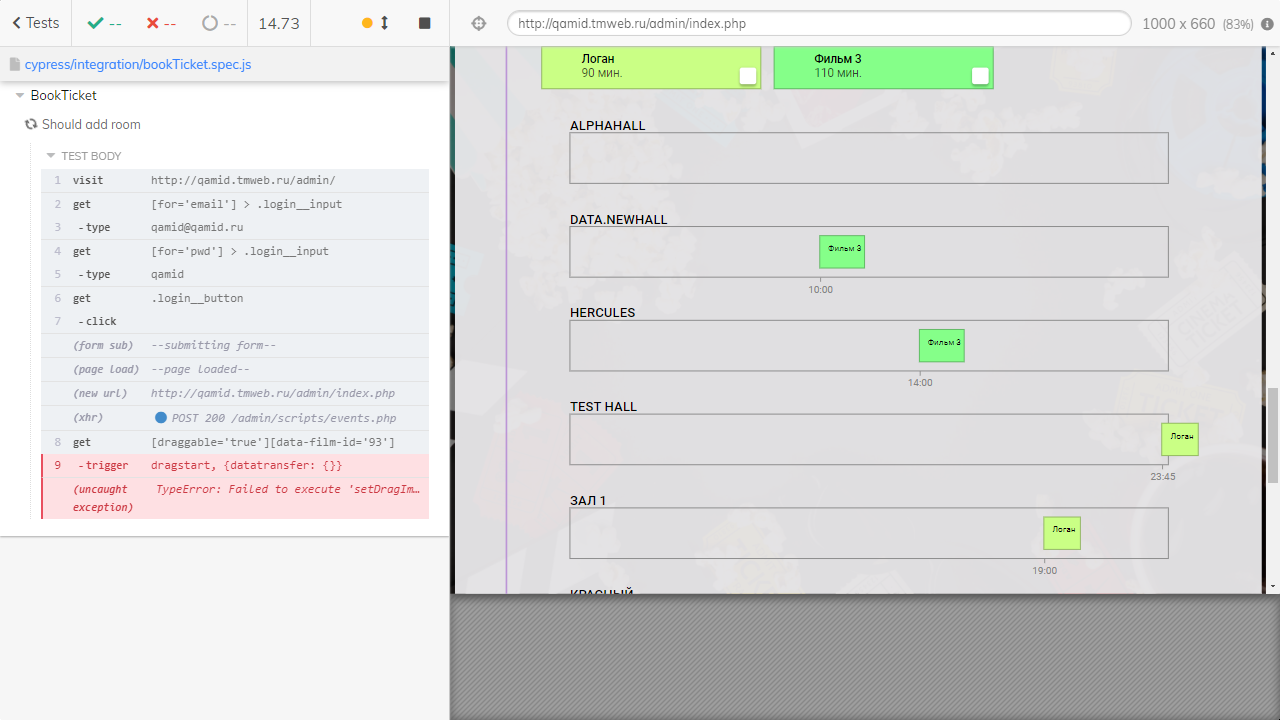 Tests
--
--
--
14.73
http://qamid.tmweb.ru/admin/index.php
1000 x 660 (83%)
cypress/integration/bookTicket.spec.js
BookTicket
Should add room
TEST BODY
1 visit http://qamid.tmweb.ru/admin/
2 get [for='email'] > .login__input
3 -type qamid@qamid.ru
4 get [for='pwd'] > .login__input
5 -type qamid
6 get .login__button
7 -click
(form sub) --submitting form--
(page load) --page loaded--
(new url) http://qamid.tmweb.ru/admin/index.php
(xhr) POST 200 /admin/scripts/events.php
8 get [draggable='true'][data-film-id='93']
9 -trigger dragstart, {datatransfer: {}}
(uncaught exception) TypeError: Failed to execute 'setDragIm…
Логан
90 мин.
Фильм 3
110 мин.
ALPHAHALL
DATA.NEWHALL
Фильм 3
10:00
HERCULES
Фильм 3
14:00
TEST HALL
Логан
23:45
ЗАЛ 1
Логан
19:00
КРАСНЫЙ